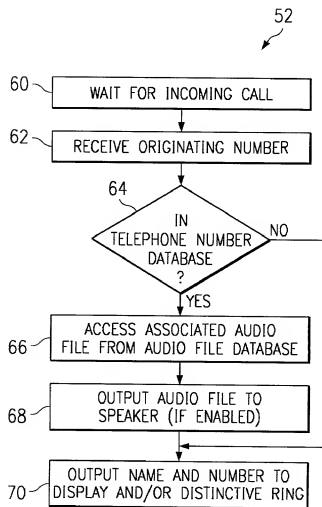 52
60
WAIT FOR INCOMING CALL
62
RECEIVE ORIGINATING NUMBER
64
IN
TELEPHONE NUMBER
DATABASE
?
NO
YES
66
ACCESS ASSOCIATED AUDIO
FILE FROM AUDIO FILE DATABASE
68
OUTPUT AUDIO FILE TO
SPEAKER (IF ENABLED)
70
OUTPUT NAME AND NUMBER TO
DISPLAY AND/OR DISTINCTIVE RING